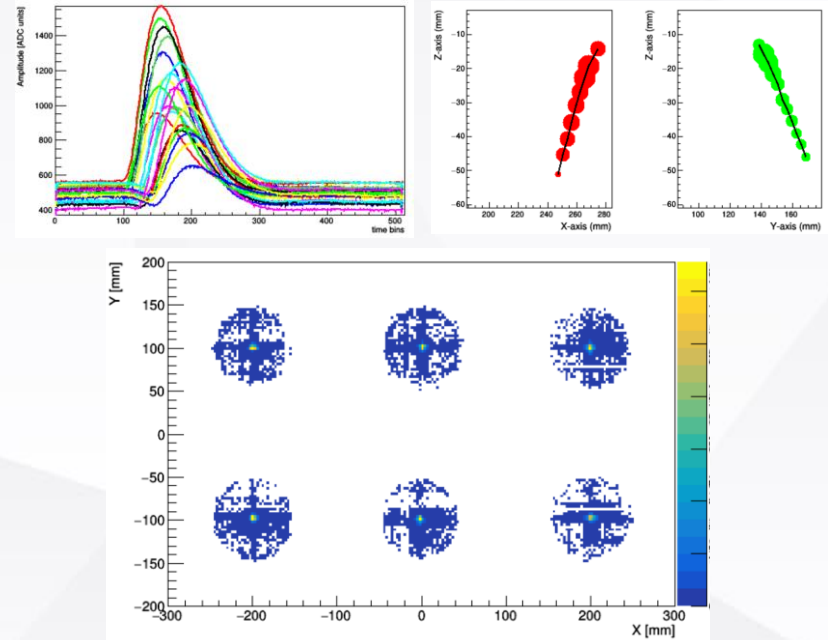 Amplitude [ADC units]
1400
1200
1000
800
600
400
0 100 200 300 400 500
time bins
Z-axis (mm)
−10
−20
−30
−40
−50
−60
200 220 240 260 280
X-axis (mm)
Z-axis (mm)
−10
−20
−30
−40
−50
−60
100 120 140 160
Y-axis (mm)
Y [mm]
200
150
100
50
0
−50
−100
−150
−200
−300 −200 −100 0 100 200 300
X [mm]